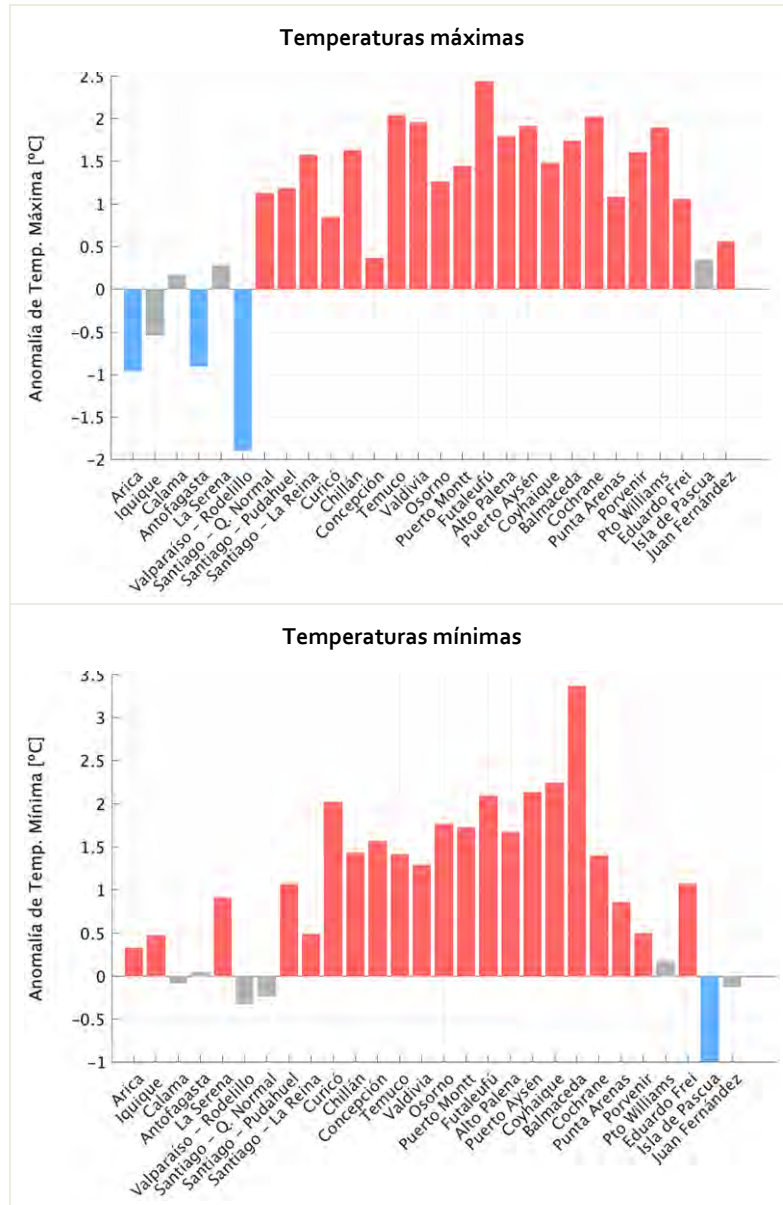 Temperaturas máximas
Anomalía de Temp. Máxima [ºC]
2.5
2
1.5
1
0.5
0
−0.5
−1
−1.5
−2
Arica
Iquique
Calama
Antofagasta
La Serena
Valparaíso - Rodelillo
Santiago - Q. Normal
Santiago - Pudahuel
Santiago - La Reina
Curicó
Chillán
Concepción
Temuco
Valdivia
Osorno
Puerto Montt
Futaleufú
Alto Palena
Puerto Aysén
Coyhaique
Balmaceda
Cochrane
Punta Arenas
Porvenir
Pto Williams
Eduardo Frei
Isla de Pascua
Juan Fernández
Temperaturas mínimas
Anomalía de Temp. Mínima [ºC]
3.5
3
2.5
2
1.5
1
0.5
0
−0.5
−1
Arica
Iquique
Calama
Antofagasta
La Serena
Valparaíso - Rodelillo
Santiago - Q. Normal
Santiago - Pudahuel
Santiago - La Reina
Curicó
Chillán
Concepción
Temuco
Valdivia
Osorno
Puerto Montt
Futaleufú
Alto Palena
Puerto Aysén
Coyhaique
Balmaceda
Cochrane
Punta Arenas
Porvenir
Pto Williams
Eduardo Frei
Isla de Pascua
Juan Fernández